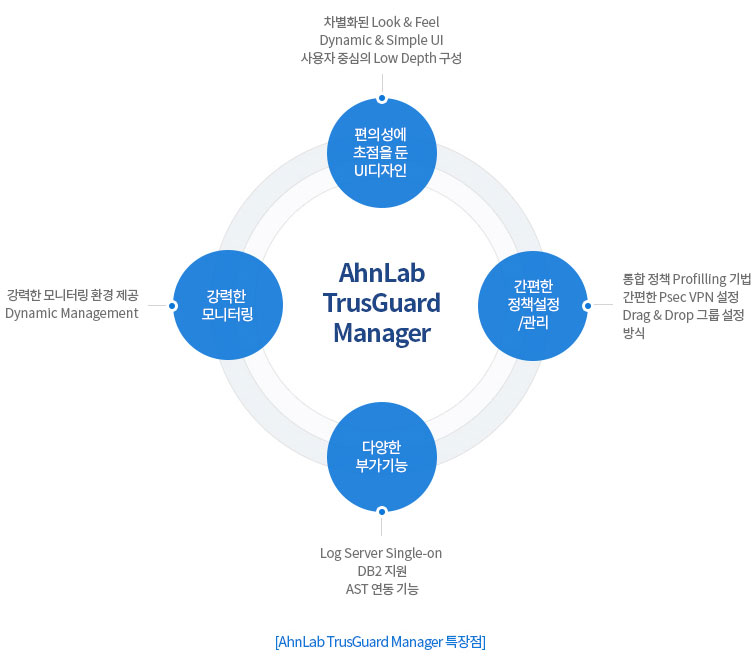 차별화된 Look & Feel
Dynamic & Simple UI
사용자 중심의 Low Depth 구성
편의성에
초점을 둔
UI디자인
강력한 모니터링 환경 제공
Dynamic Management
강력한
모니터링
AhnLab
TrusGuard
Manager
간편한
정책설정
/관리
통합 정책 Profilling 기법
간편한 Psec VPN 설정
Drag & Drop 그룹 설정
방식
다양한
부가기능
Log Server Single-on
DB2 지원
AST 연동 기능
[AhnLab TrusGuard Manager 특장점]